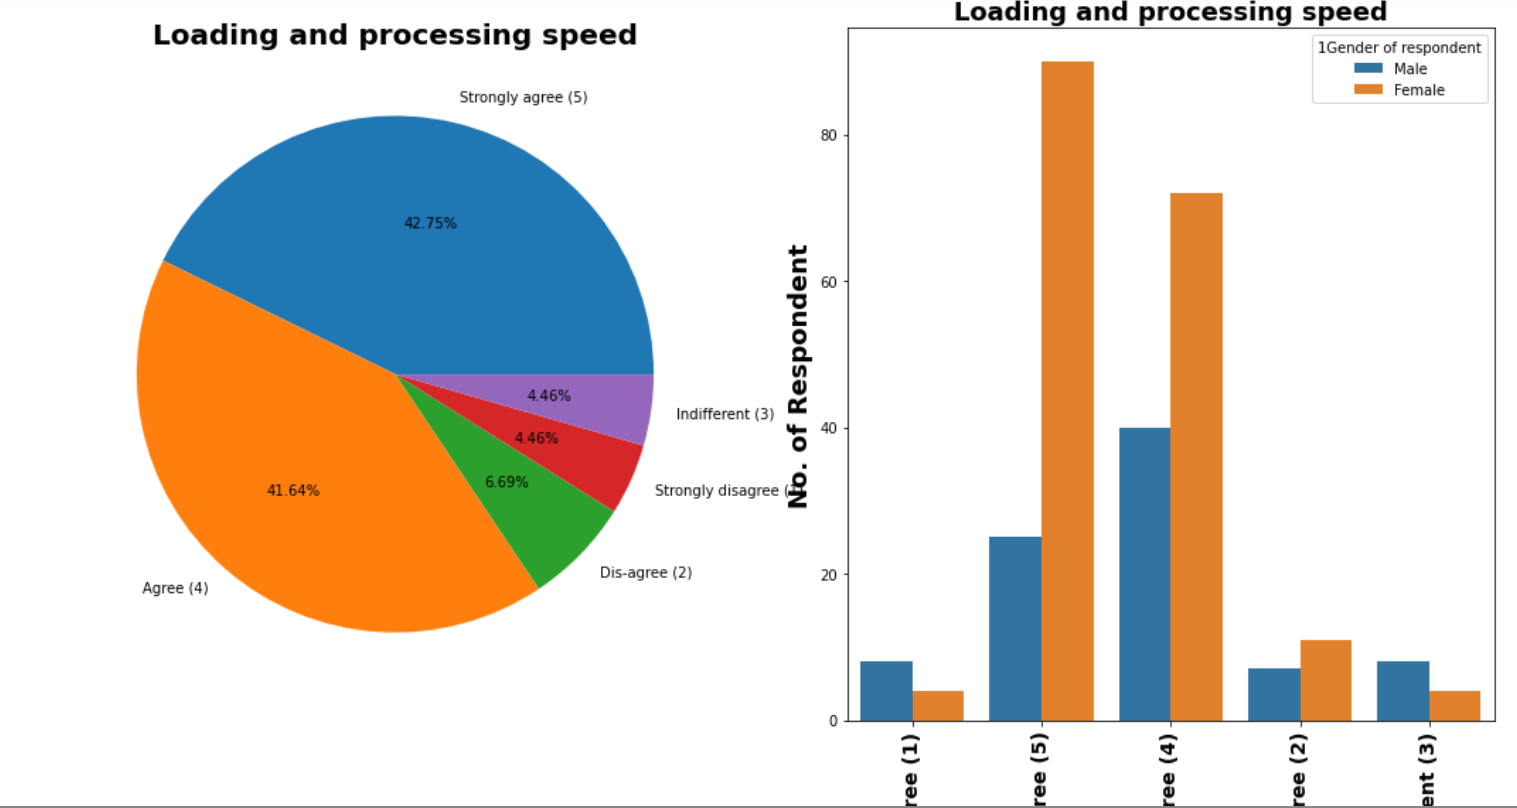 Loading and processing speed
Strongly agree (5)
42.75%
4.46%
Indifferent (3)
4.46%
Strongly disagree (
6.69%
41.64%
Dis-agree (2)
Agree (4)
Loading and processing speed
1Gender of respondent
Male
Female
No. of Respondent
80
60
40
20
0
ree (1)
ree (5)
ree (4)
ree (2)
ent (3)